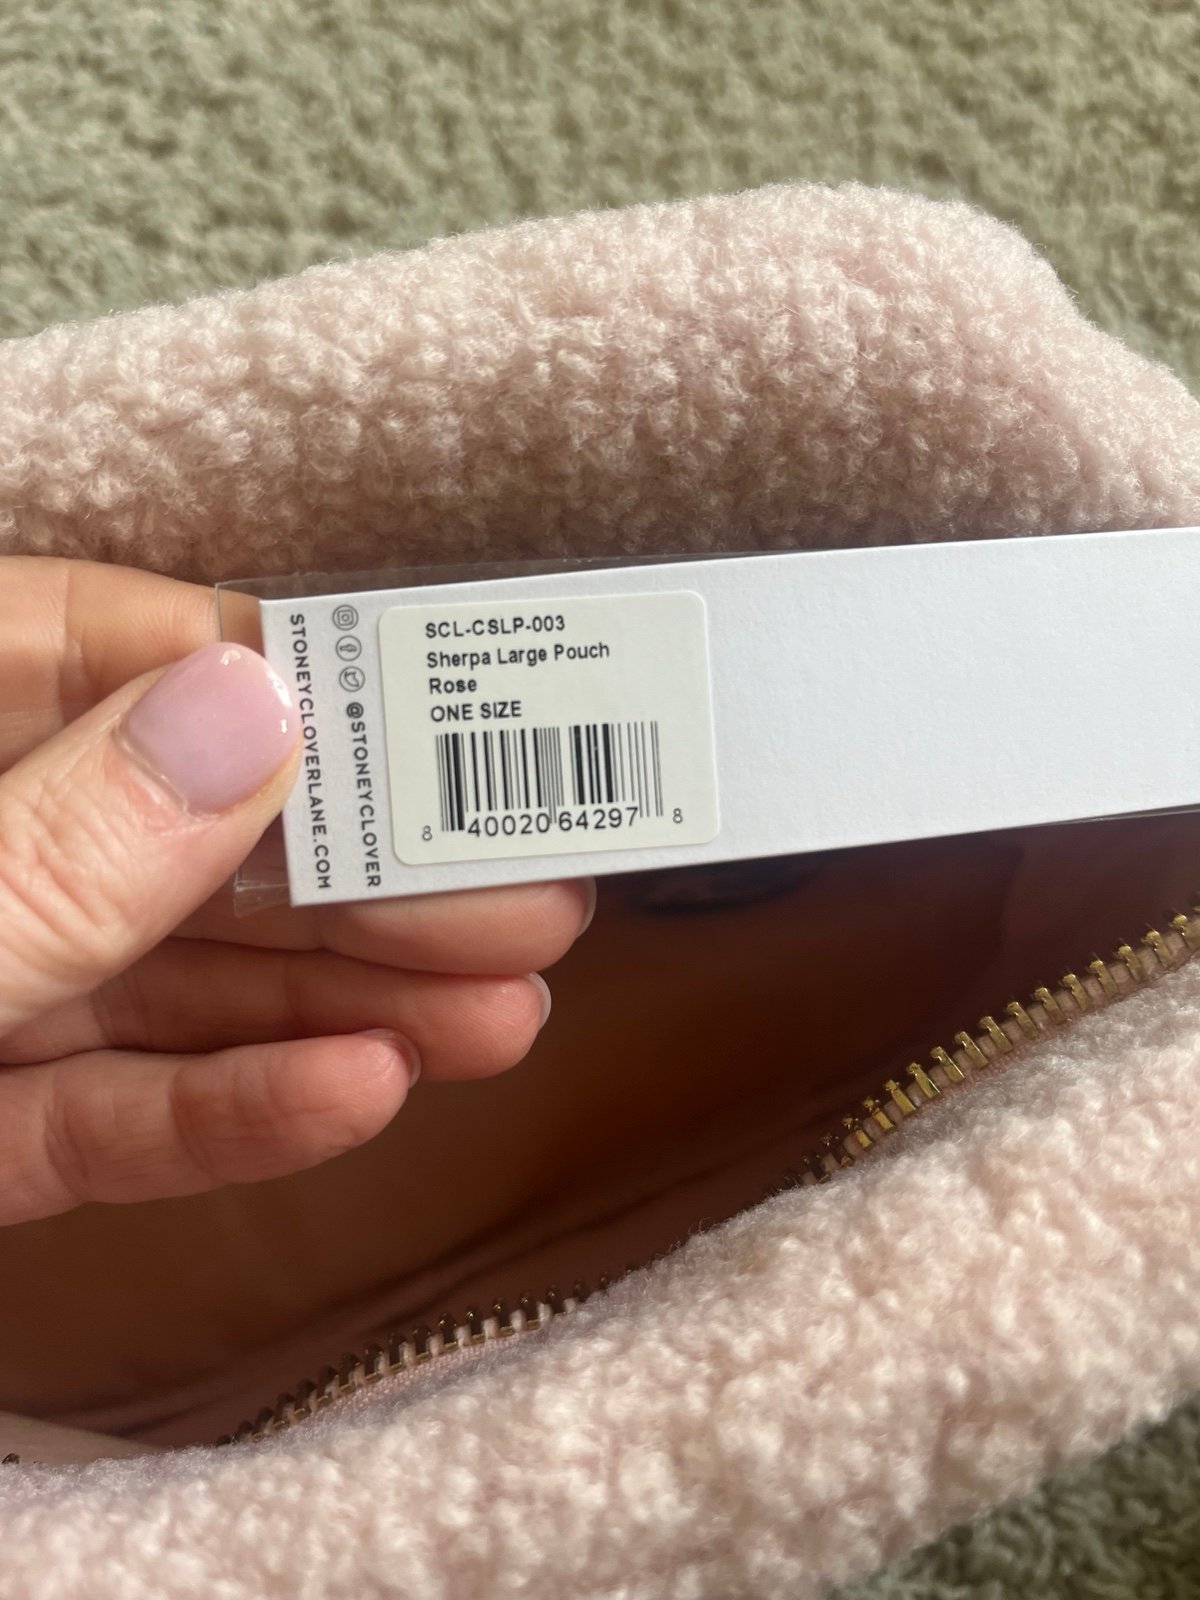 STONEYCLOVERLANE.COM
@STONEYCLOVER
SCL-CSLP-003
Sherpa Large Pouch
Rose
ONE SIZE
8 40020 64297 8